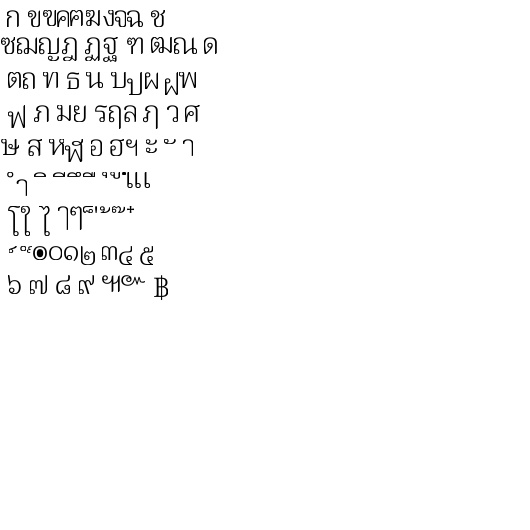 ก ขฃคฅฆงจฉ ช
ซฌญฎ ฏฐ ฑ ฒณ ด
ตถ ท ธ น บปผ ฝพ
ฟ ภ มย รฤล ฦ ว ศ
ษ ส หฬ อ ฮฯ ะ ั า
ำ ิ ี ึ ื ุ ู ฺเแ
โใ ไ ๅๆ ็ ่ ้ ๊ ๋
์ ํ ๎๏๐๑๒ ๓๔ ๕
๖ ๗ ๘ ๙ ๚๛ ฿